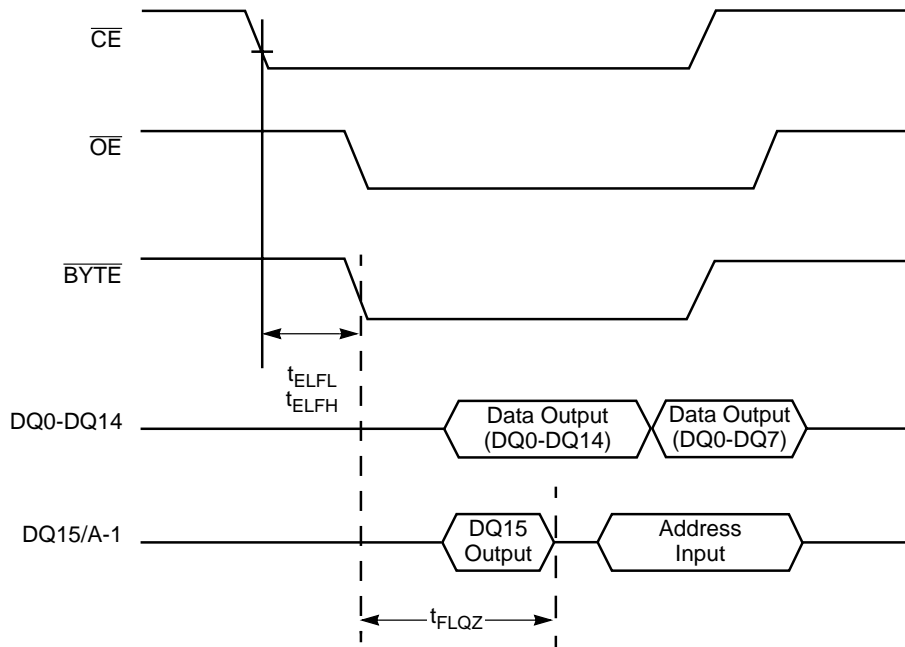 CE
OE
BYTE
tELFL
tELFH
DQ0-DQ14
Data Output
(DQ0-DQ14)
Data Output
(DQ0-DQ7)
DQ15/A-1
DQ15
Output
Address
Input
tFLQZ